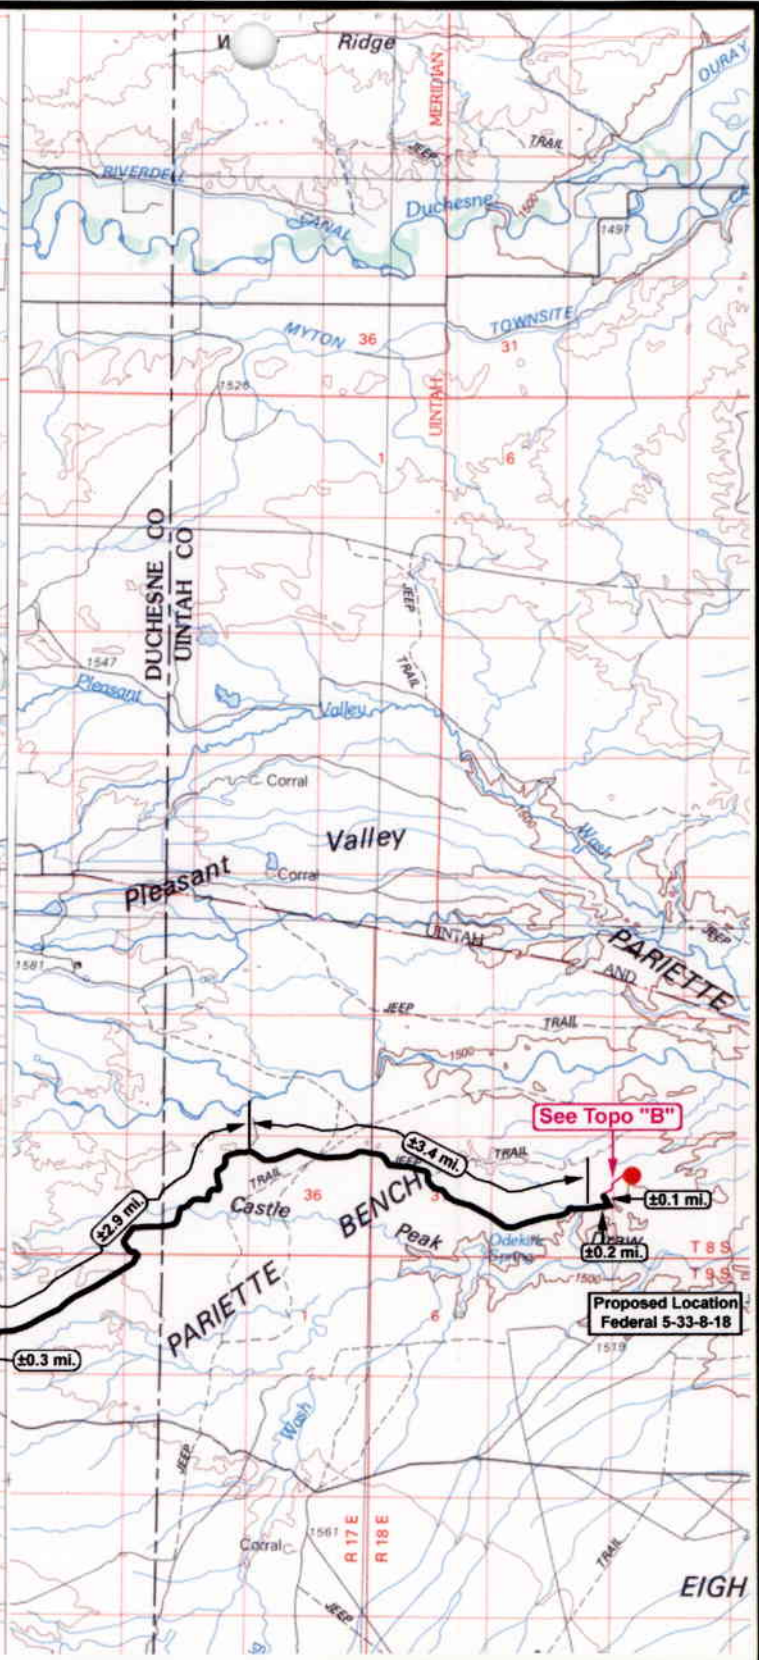 Ridge
MERIDIAN
OURAY
JEEP
TRAIL
RIVERDELL
CANAL
Duchesne
1500
1497
MYTON
36
TOWNSITE
31
1526
UINTAH
1
6
DUCHESNE CO
UINTAH CO
JEEP
TRAIL
1547
Pleasant
Valley
Corral
1500
Wash
Valley
Pleasant
Corral
UINTAH
AND
JEEP
PARIETTE
1581
JEEP
TRAIL
1500
See Topo "B"
±3.4 mi.
TRAIL
JEEP
±2.9 mi.
TRAIL
36
Castle
BENCH
Peak
±0.1 mi.
Odekirk
Spring
±0.2 mi.
T 8 S
T 9 S
1500
PARIETTE
1
6
Proposed Location
Federal 5-33-8-18
1519
±0.3 mi.
Wash
JEEP
1561
Corral
R 17 E
R 18 E
TRAIL
EIGH
JEEP